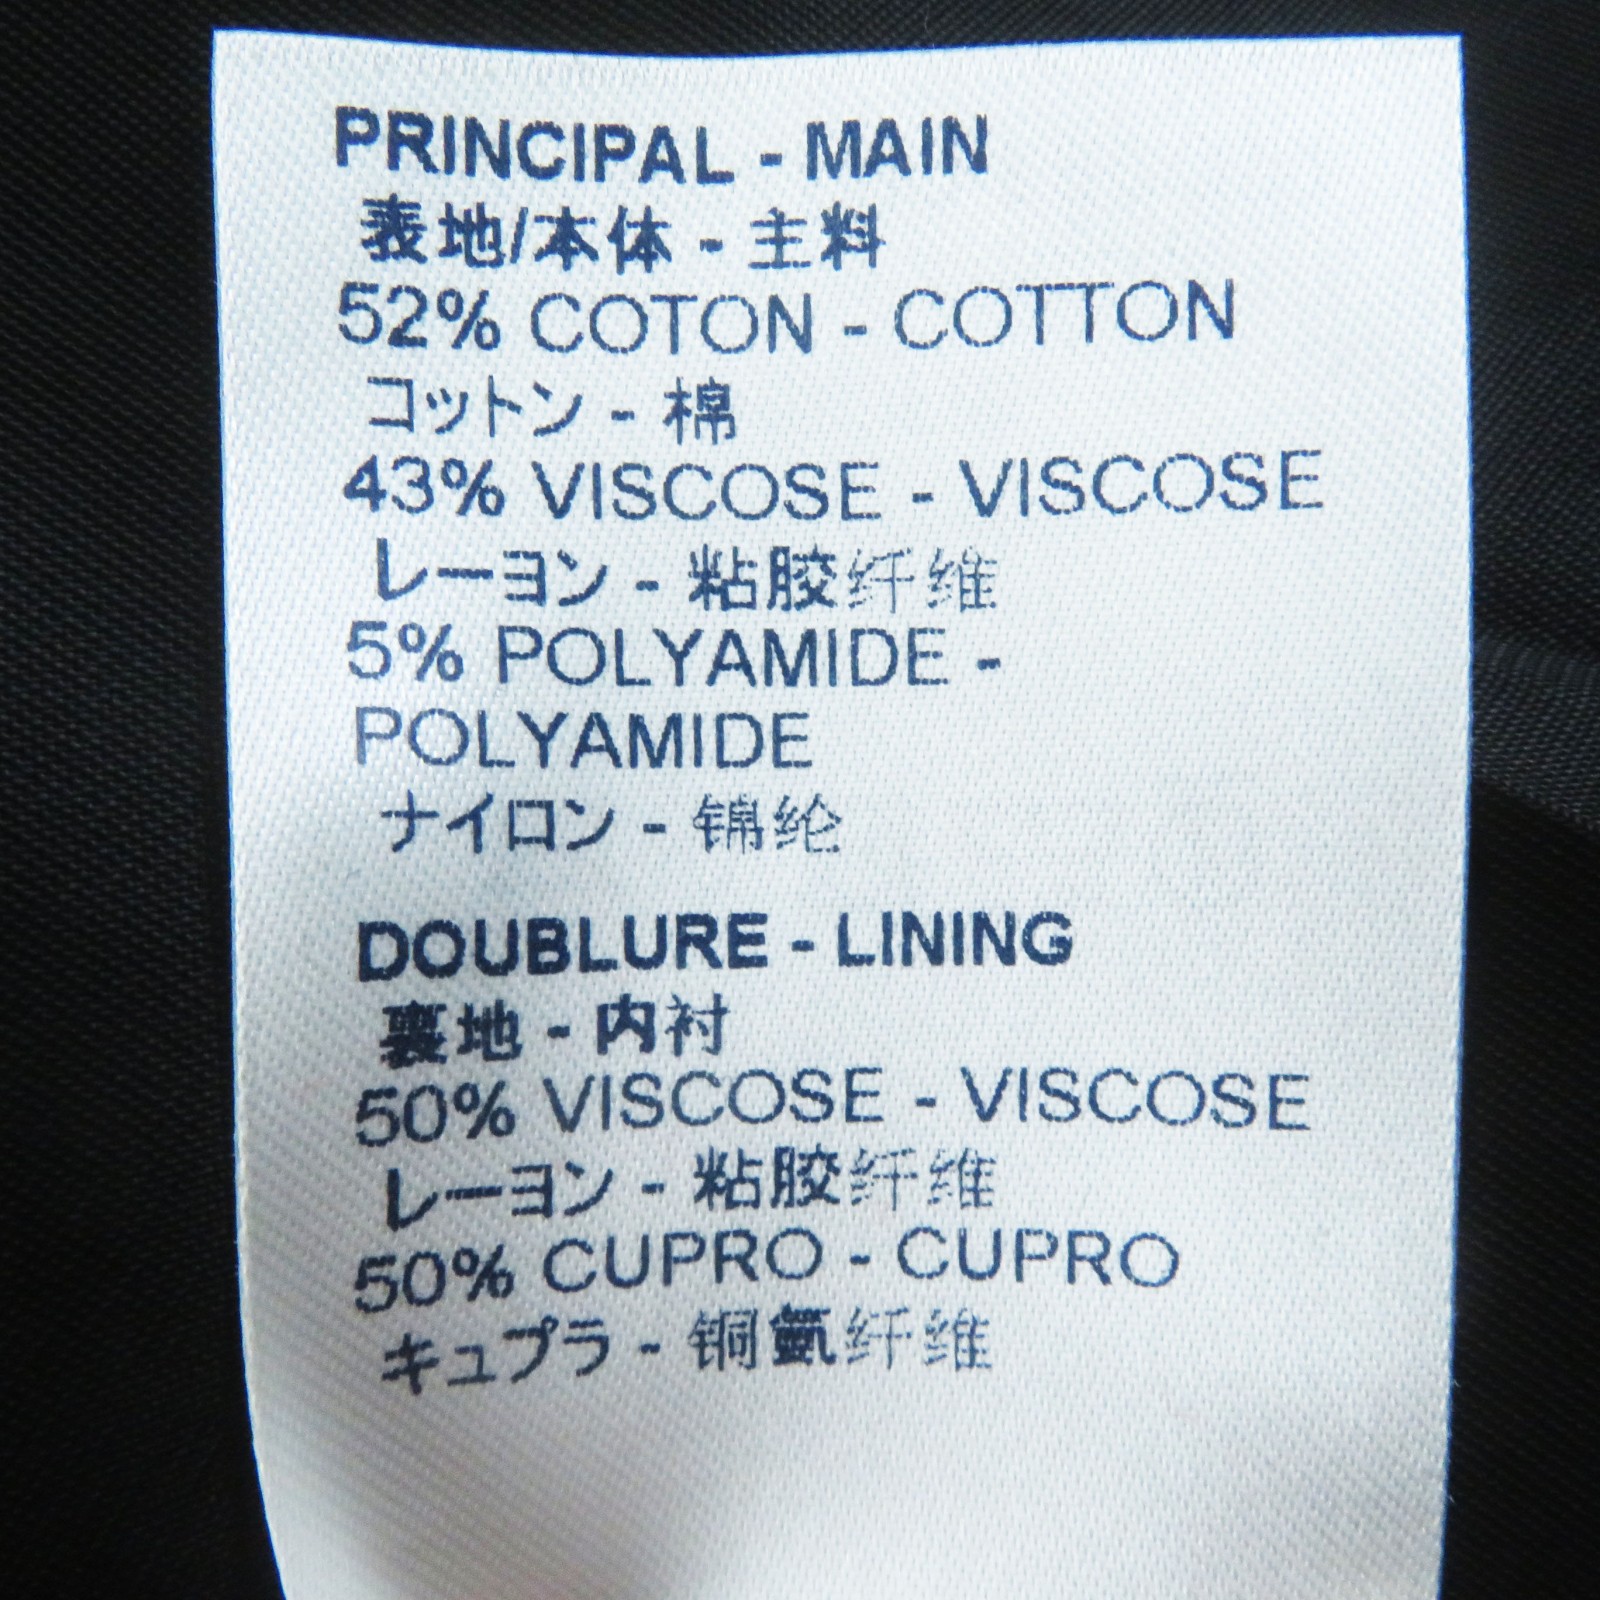 PRINCIPAL - MAIN
表地/本体 - 主料
52% COTON - COTTON
コットン - 棉
43% VISCOSE - VISCOSE
レーヨン - 粘胶纤维
5% POLYAMIDE -
POLYAMIDE
ナイロン - 锦纶
DOUBLURE - LINING
裏地 - 内衬
50% VISCOSE - VISCOSE
レーヨン - 粘胶纤维
50% CUPRO - CUPRO
キュプラ - 铜氨纤维